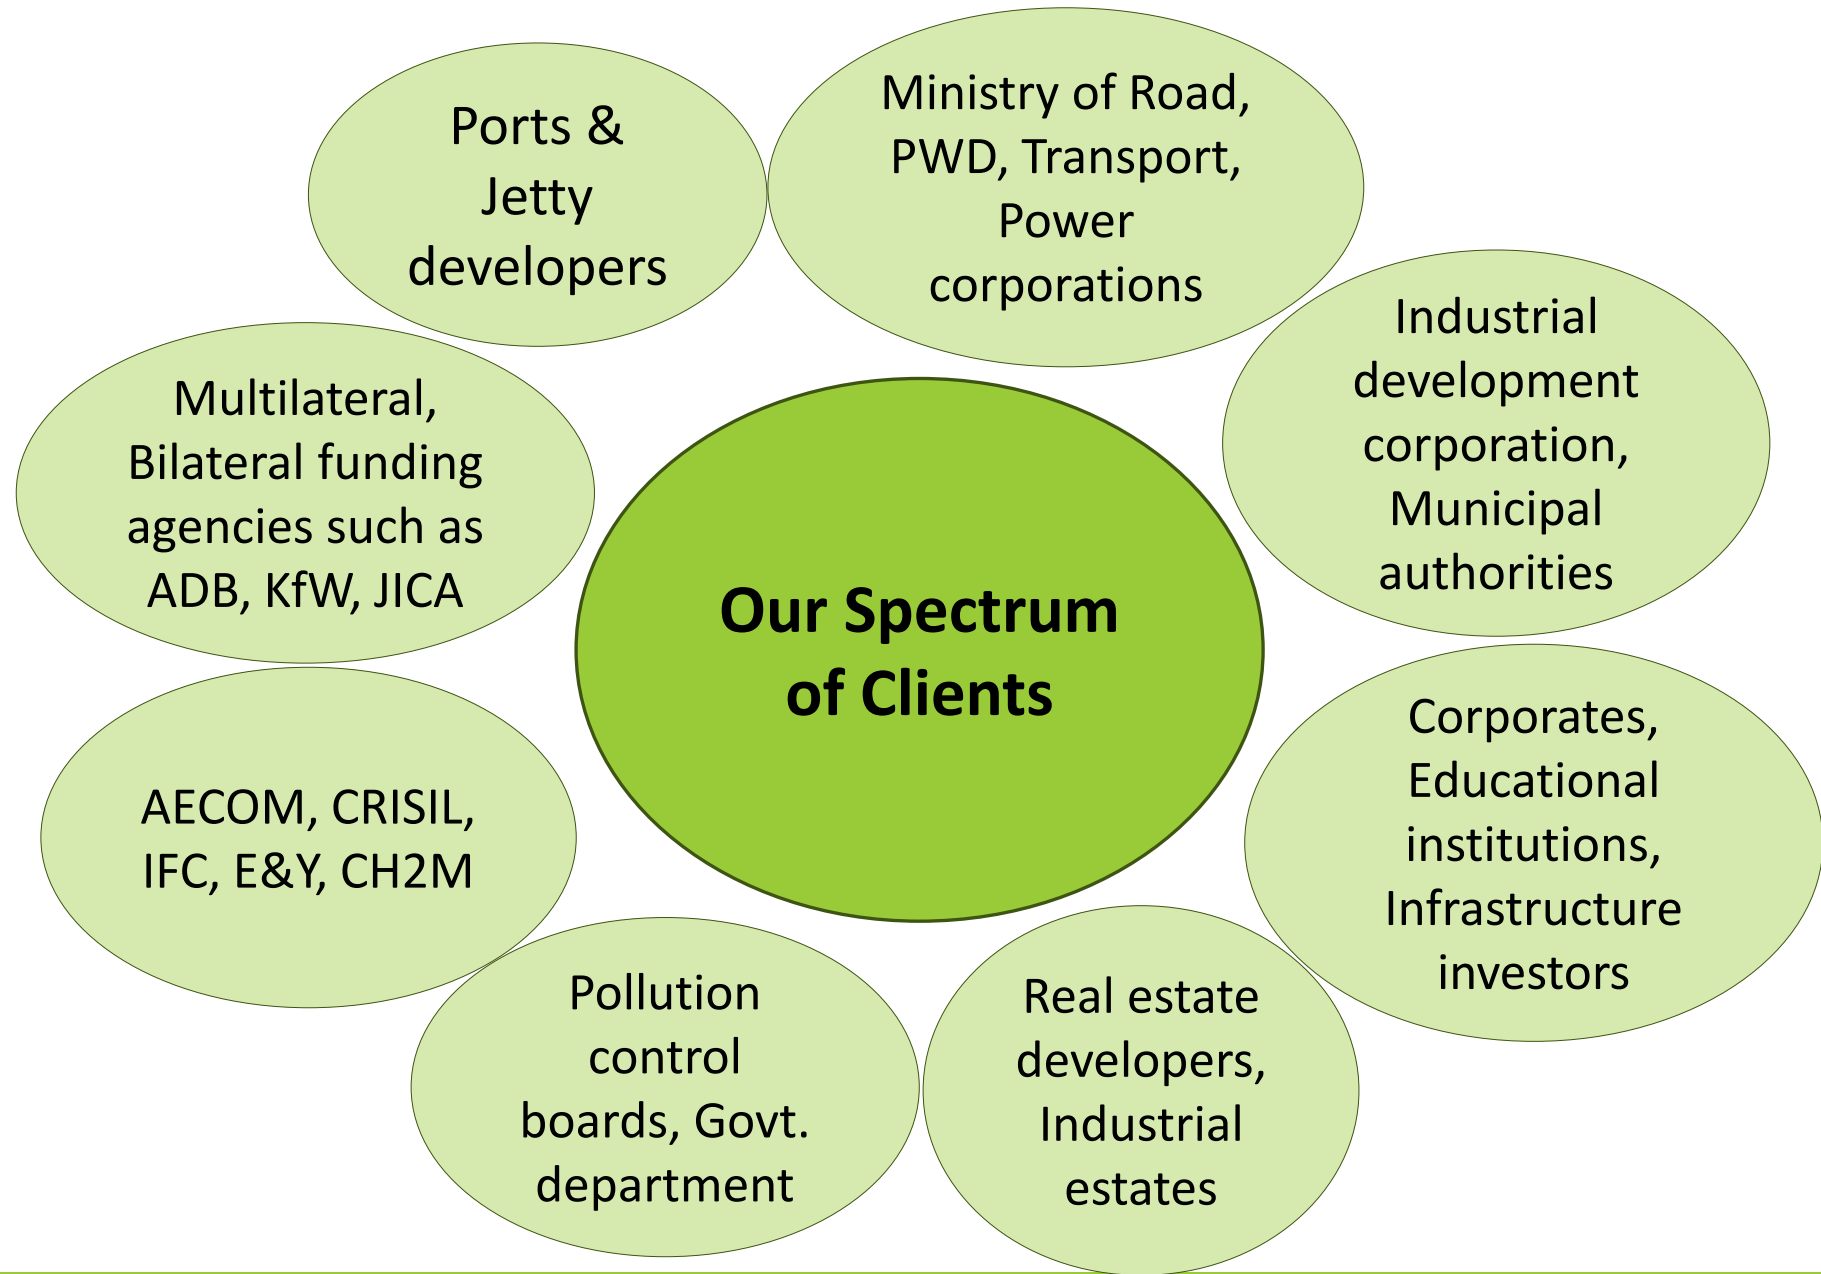 Ports &
Jetty
developers
Ministry of Road,
PWD, Transport,
Power
corporations
Industrial
development
corporation,
Municipal
authorities
Multilateral,
Bilateral funding
agencies such as
ADB, KfW, JICA
Our Spectrum
of Clients
Corporates,
Educational
institutions,
Infrastructure
investors
AECOM, CRISIL,
IFC, E&Y, CH2M
Pollution
control
boards, Govt.
department
Real estate
developers,
Industrial
estates